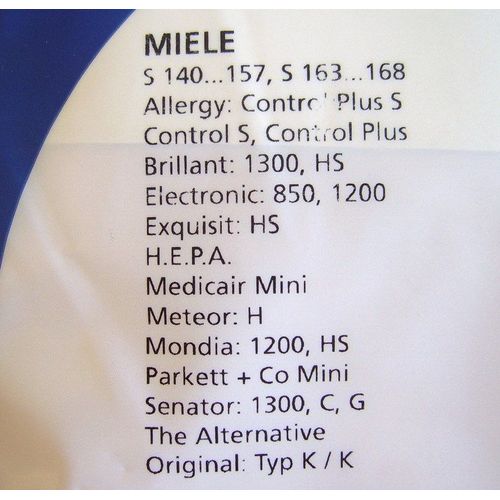 MIELE
S 140...157, S 163...168
Allergy: Control Plus S
Control S, Control Plus
Brillant: 1300, HS
Electronic: 850, 1200
Exquisit: HS
H.E.P.A.
Medicair Mini
Meteor: H
Mondia: 1200, HS
Parkett + Co Mini
Senator: 1300, C, G
The Alternative
Original: Typ K / K